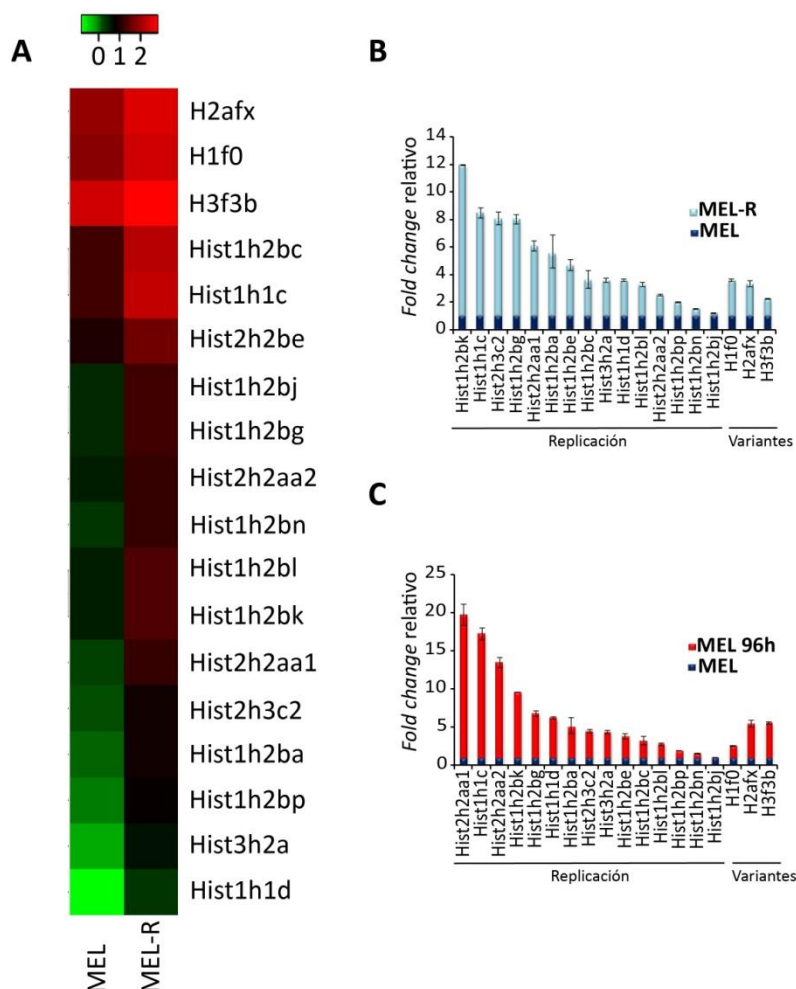 0 1 2
A
H2afx
H1f0
H3f3b
Hist1h2bc
Hist1h1c
Hist2h2be
Hist1h2bj
Hist1h2bg
Hist2h2aa2
Hist1h2bn
Hist1h2bl
Hist1h2bk
Hist2h2aa1
Hist2h3c2
Hist1h2ba
Hist1h2bp
Hist3h2a
Hist1h1d
MEL
MEL-R
B
Fold change relativo
14
12
10
8
6
4
2
0
MEL-R
MEL
Hist1h2bk
Hist1h1c
Hist2h3c2
Hist1h2bg
Hist2h2aa1
Hist1h2ba
Hist1h2be
Hist1h2bc
Hist3h2a
Hist1h1d
Hist1h2bl
Hist2h2aa2
Hist1h2bp
Hist1h2bn
Hist1h2bj
H1f0
H2afx
H3f3b
Replicación
Variantes
C
Fold change relativo
25
20
15
10
5
0
MEL 96h
MEL
Hist2h2aa1
Hist1h1c
Hist2h2aa2
Hist1h2bk
Hist1h2bg
Hist1h1d
Hist1h2ba
Hist2h3c2
Hist3h2a
Hist1h2be
Hist1h2bc
Hist1h2bl
Hist1h2bp
Hist1h2bn
Hist1h2bj
H1f0
H2afx
H3f3b
Replicación
Variantes